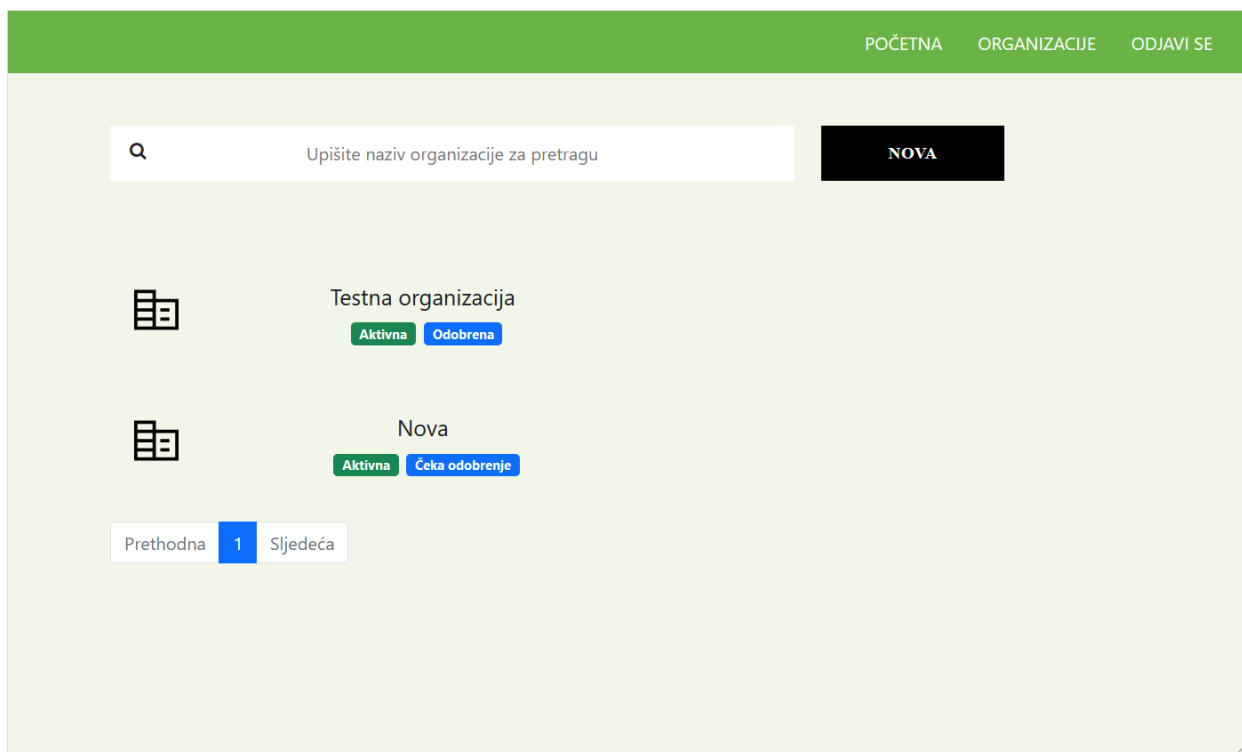 POČETNA ORGANIZACIJE ODJAVI SE
Upišite naziv organizacije za pretragu
NOVA
Testna organizacija
Aktivna Odobrena
Nova
Aktivna Čeka odobrenje
Prethodna 1 Sljedeća